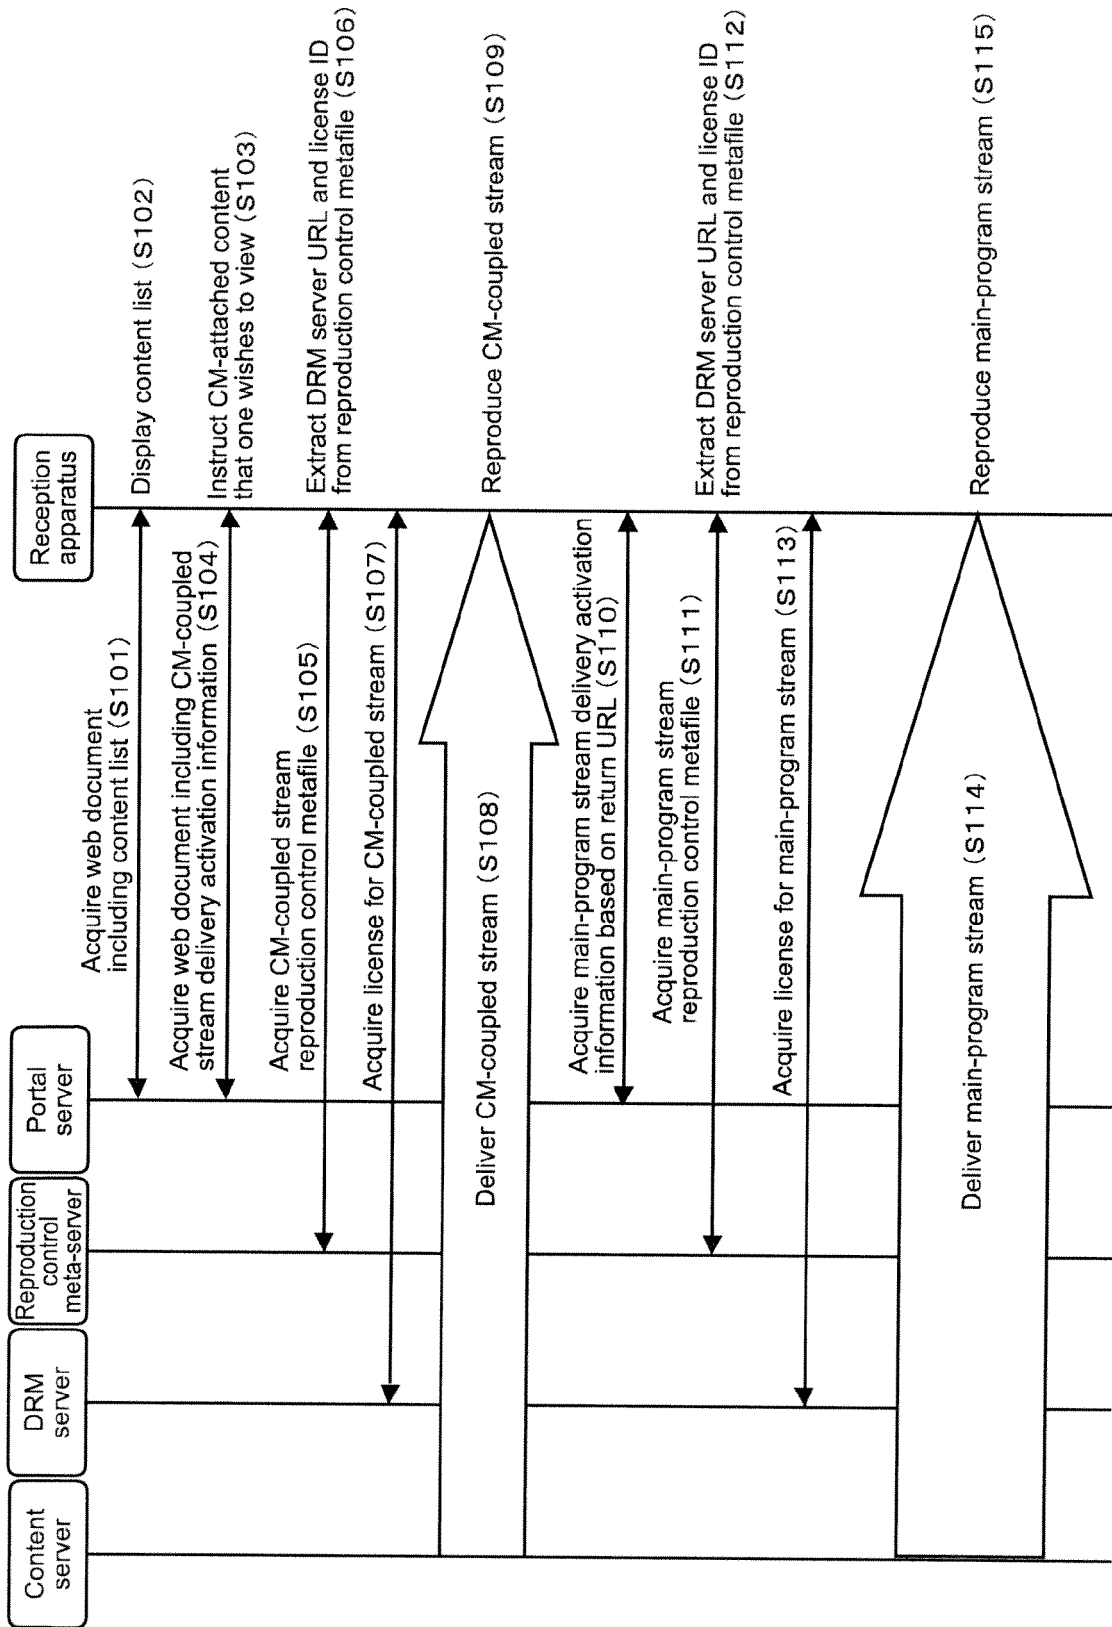 Content
server
DRM
server
Reproduction
control
meta-server
Portal
server
Reception
apparatus
Acquire web document
including content list (S101)
Display content list (S102)
Instruct CM-attached content
that one wishes to view (S103)
Acquire web document including CM-coupled
stream delivery activation information (S104)
Acquire CM-coupled stream
reproduction control metafile (S105)
Extract DRM server URL and license ID
from reproduction control metafile (S106)
Acquire license for CM-coupled stream (S107)
Deliver CM-coupled stream (S108)
Reproduce CM-coupled stream (S109)
Acquire main-program stream delivery activation
information based on return URL (S110)
Acquire main-program stream
reproduction control metafile (S111)
Extract DRM server URL and license ID
from reproduction control metafile (S112)
Acquire license for main-program stream (S113)
Deliver main-program stream (S114)
Reproduce main-program stream (S115)